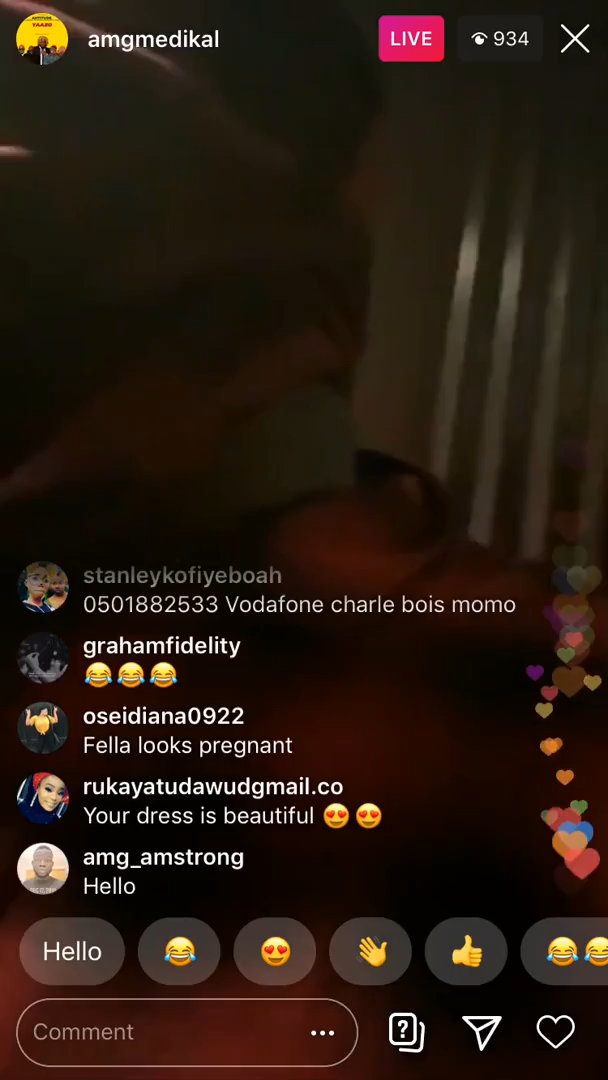 amgmedikal
LIVE
934
YAAZO
stanleykofiyeboah
0501882533 Vodafone charle bois momo
grahamfidelity
😂😂😂
oseidiana0922
Fella looks pregnant
rukayatudawudgmail.co
Your dress is beautiful 😍😍
amg_amstrong
Hello
Hello 😂 😍 👋 👍 😂😂
Comment